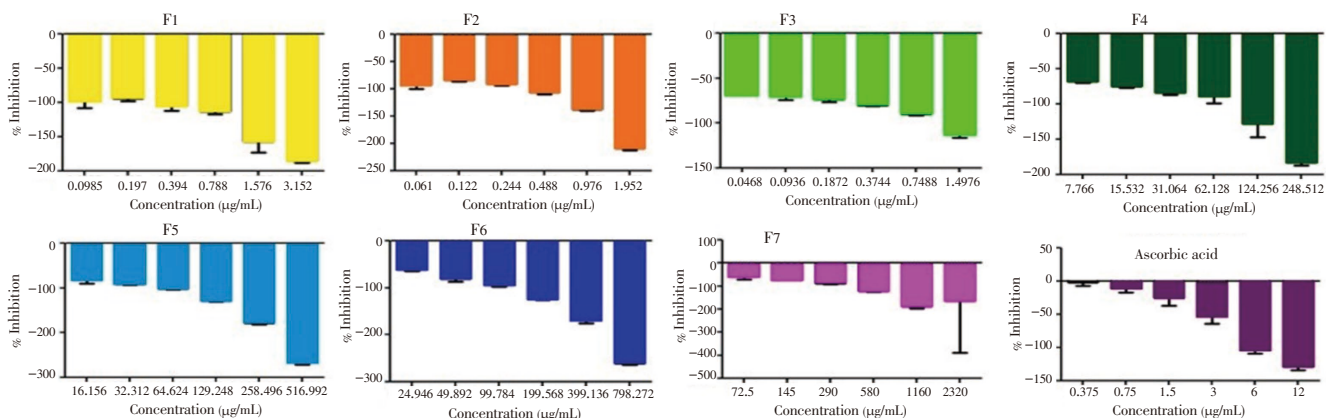 F1
% Inhibition
0
−50
−100
−150
−200
0.0985 0.197 0.394 0.788 1.576 3.152
Concentration (μg/mL)
F2
% Inhibition
0
−50
−100
−150
−200
−250
0.061 0.122 0.244 0.488 0.976 1.952
Concentration (μg/mL)
F3
% Inhibition
0
−50
−100
−150
0.0468 0.0936 0.1872 0.3744 0.7488 1.4976
Concentration (μg/mL)
F4
% Inhibition
0
−50
−100
−150
−200
7.766 15.532 31.064 62.128 124.256 248.512
Concentration (μg/mL)
F5
% Inhibition
0
−100
−200
−300
16.156 32.312 64.624 129.248 258.496 516.992
Concentration (μg/mL)
F6
% Inhibition
0
−100
−200
−300
24.946 49.892 99.784 199.568 399.136 798.272
Concentration (μg/mL)
F7
% Inhibition
100
0
−100
−200
−300
−400
−500
72.5 145 290 580 1160 2320
Concentration (μg/mL)
Ascorbic acid
% Inhibition
50
0
−50
−100
−150
0.375 0.75 1.5 3 6 12
Concentration (μg/mL)